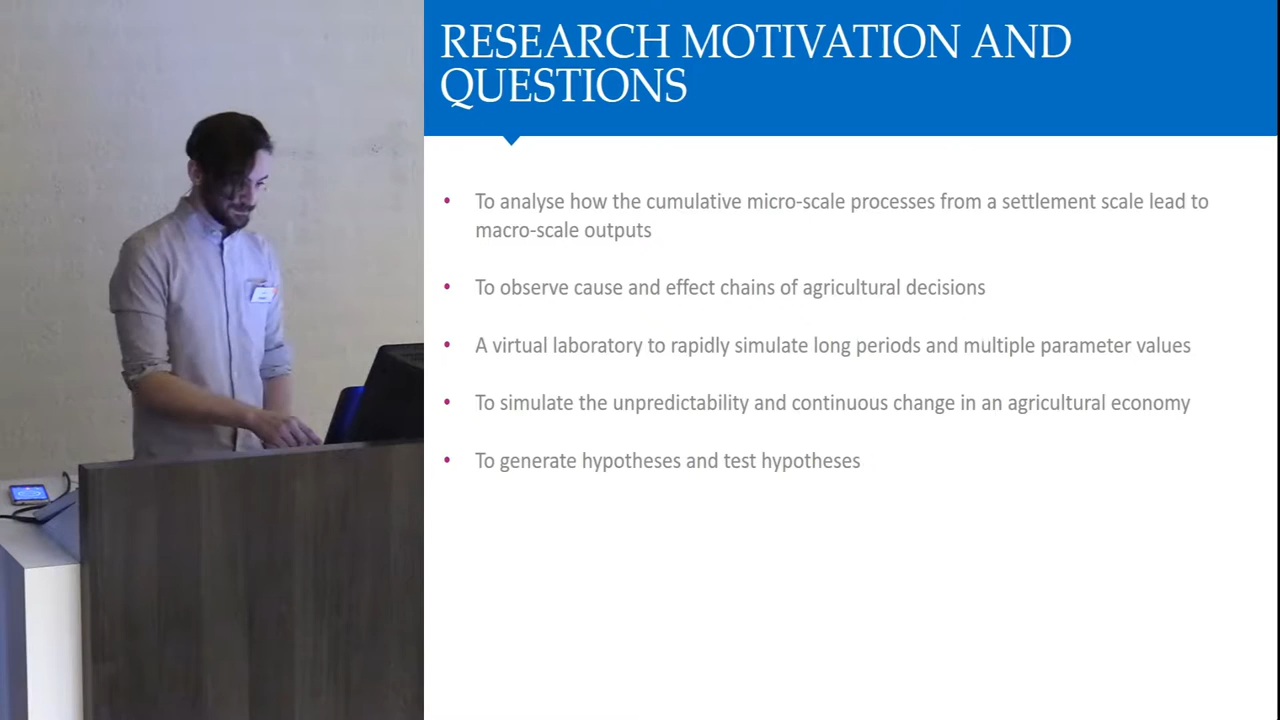 RESEARCH MOTIVATION AND
QUESTIONS
• To analyse how the cumulative micro-scale processes from a settlement scale lead to
macro-scale outputs
• To observe cause and effect chains of agricultural decisions
• A virtual laboratory to rapidly simulate long periods and multiple parameter values
• To simulate the unpredictability and continuous change in an agricultural economy
• To generate hypotheses and test hypotheses